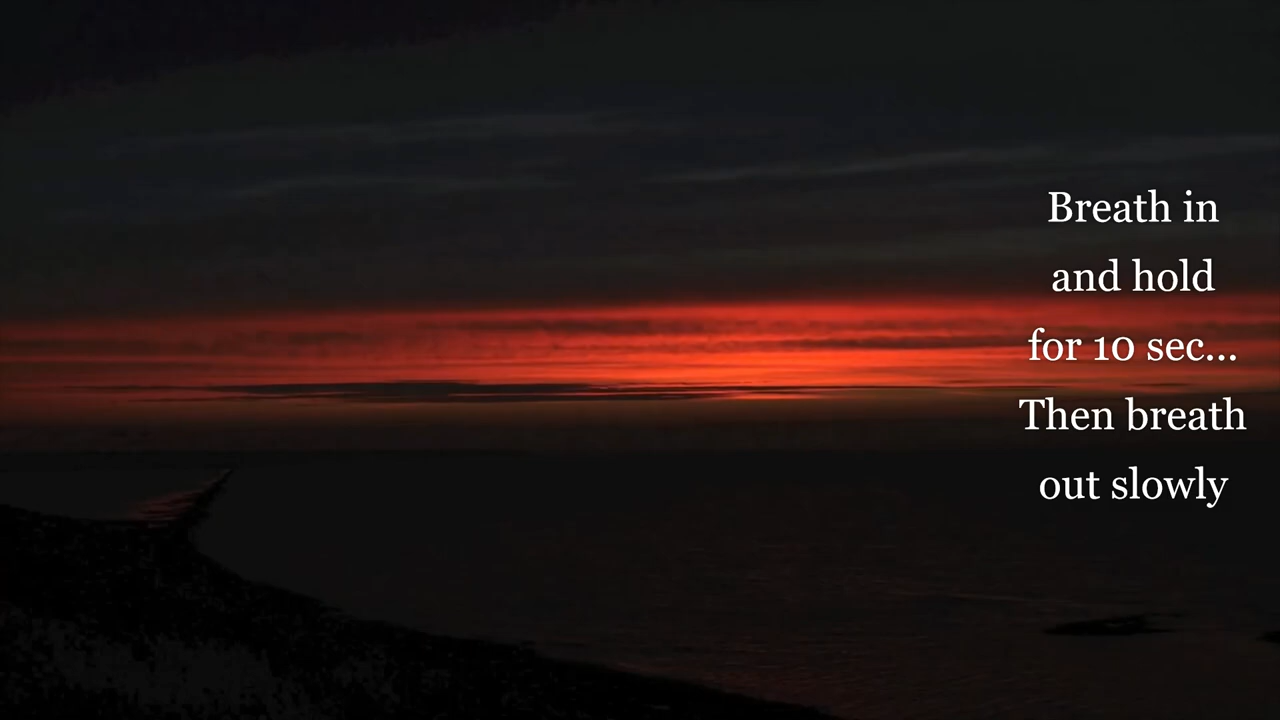 Breath in
and hold
for 10 sec...
Then breath
out slowly